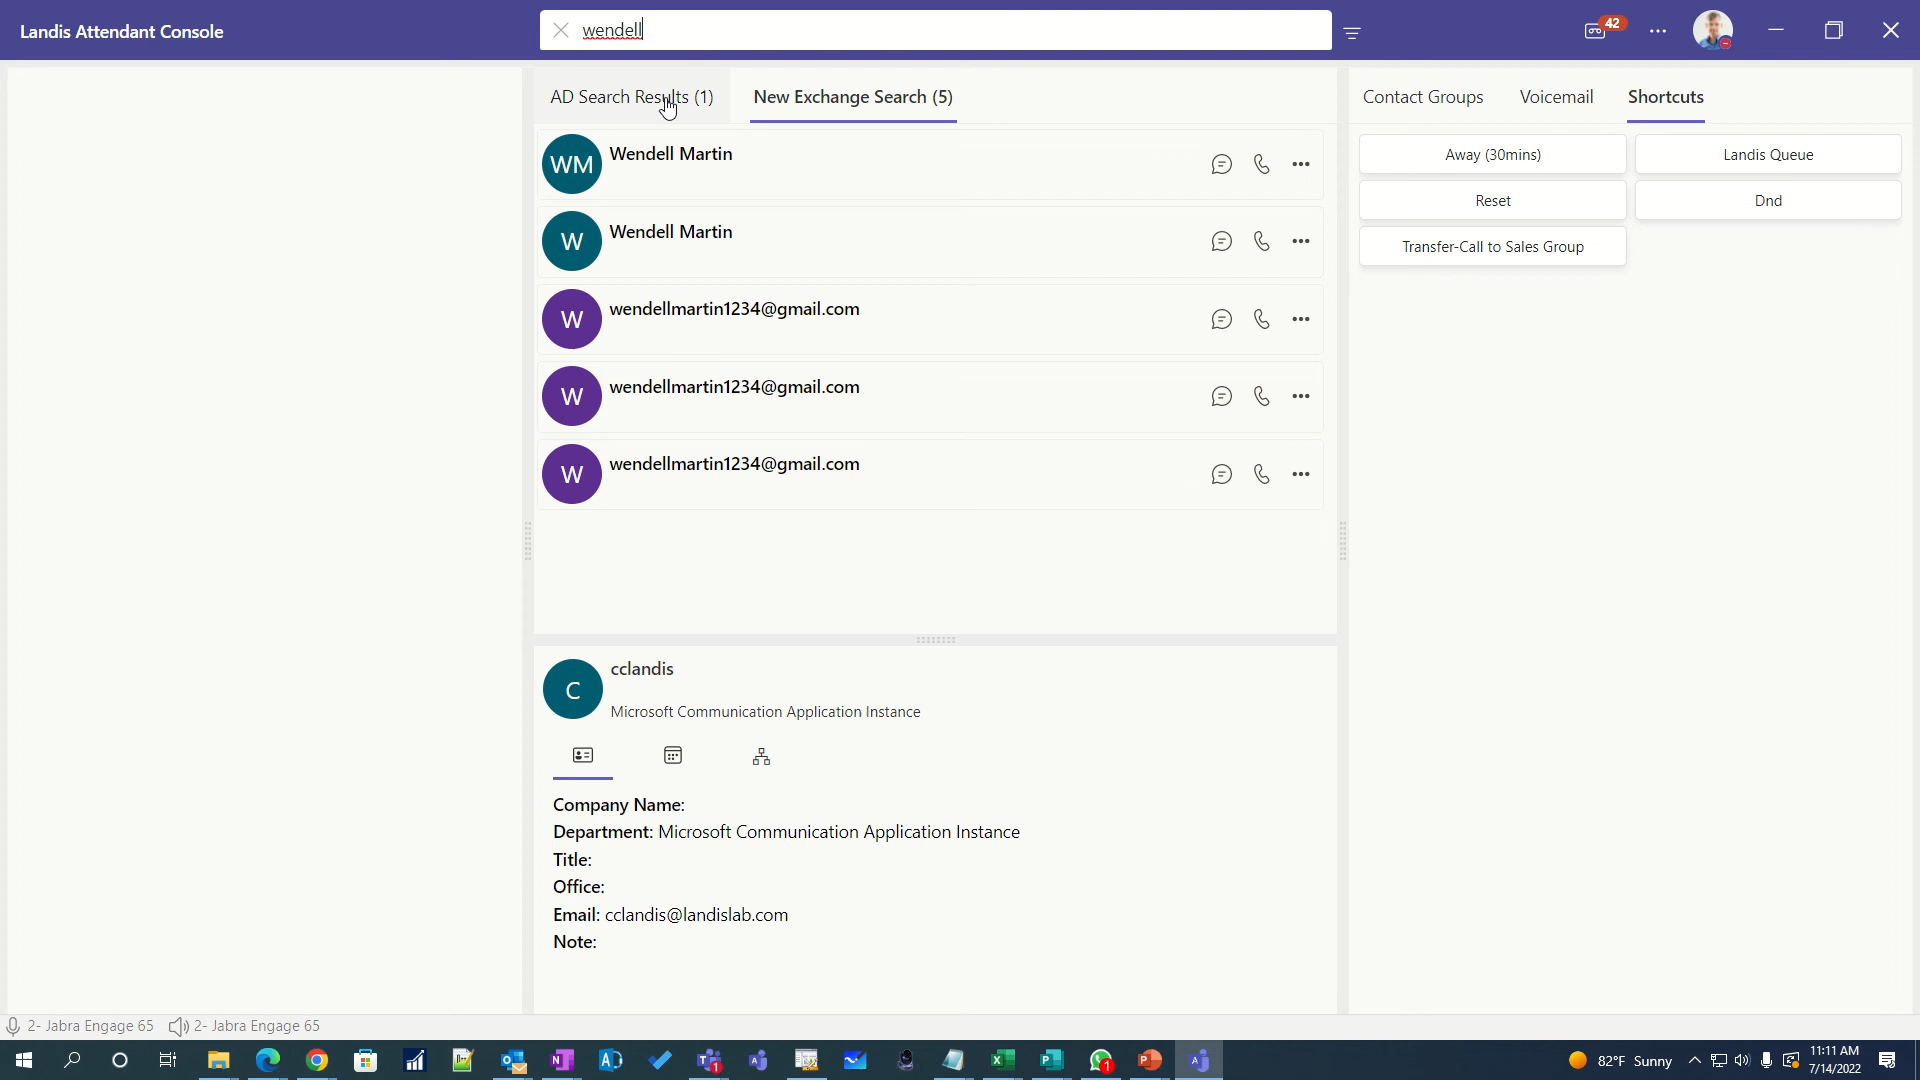 Landis Attendant Console
wendell
42
AD Search Results (1)
New Exchange Search (5)
Contact Groups
Voicemail
Shortcuts
WM
Wendell Martin
W
Wendell Martin
W
wendellmartin1234@gmail.com
W
wendellmartin1234@gmail.com
W
wendellmartin1234@gmail.com
Away (30mins)
Landis Queue
Reset
Dnd
Transfer-Call to Sales Group
C
cclandis
Microsoft Communication Application Instance
Company Name:
Department: Microsoft Communication Application Instance
Title:
Office:
Email: cclandis@landislab.com
Note:
2- Jabra Engage 65
2- Jabra Engage 65
82°F Sunny
11:11 AM
7/14/2022